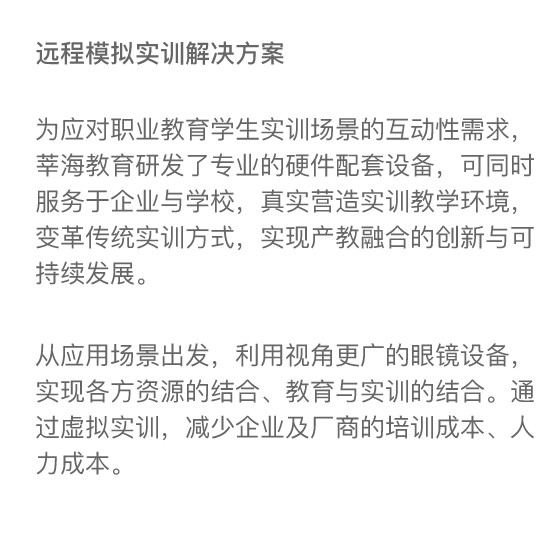 远程模拟实训解决方案
为应对职业教育学生实训场景的互动性需求，
莘海教育研发了专业的硬件配套设备，可同时
服务于企业与学校，真实营造实训教学环境，
变革传统实训方式，实现产教融合的创新与可
持续发展。
从应用场景出发，利用视角更广的眼镜设备，
实现各方资源的结合、教育与实训的结合。通
过虚拟实训，减少企业及厂商的培训成本、人
力成本。